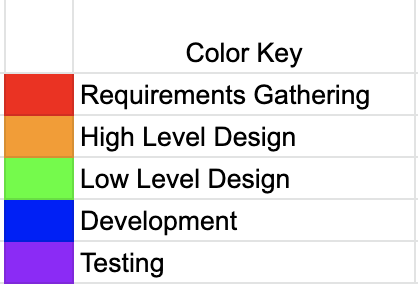 Color Key
Requirements Gathering
High Level Design
Low Level Design
Development
Testing